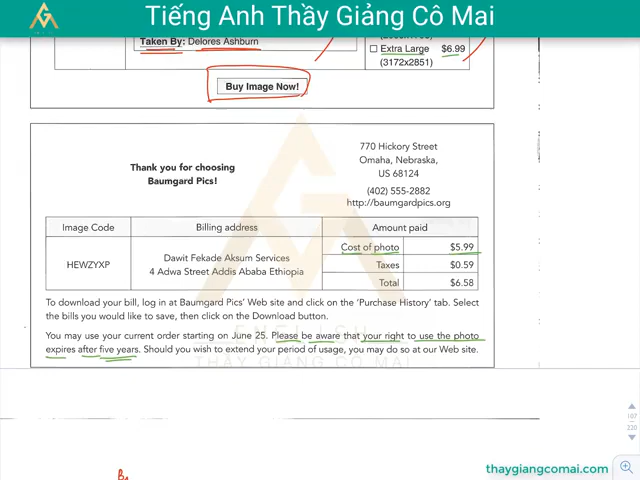 Tiếng Anh Thầy Giảng Cô Mai
Taken By: Delores Ashburn
Extra Large $6.99
(3172x2851)
Buy Image Now!
Thank you for choosing
Baumgard Pics!
770 Hickory Street
Omaha, Nebraska,
US 68124
(402) 555-2882
http://baumgardpics.org
Image Code Billing address Amount paid
HEWZYXP
Dawit Fekade Aksum Services
4 Adwa Street Addis Ababa Ethiopia
Cost of photo $5.99
Taxes $0.59
Total $6.58
To download your bill, log in at Baumgard Pics' Web site and click on the 'Purchase History' tab. Select
the bills you would like to save, then click on the Download button.
You may use your current order starting on June 25. Please be aware that your right to use the photo
expires after five years. Should you wish to extend your period of usage, you may do so at our Web site.
ENGLISH
THẦY GIẢNG CÔ MAI
107
220
thaygiangcomai.com